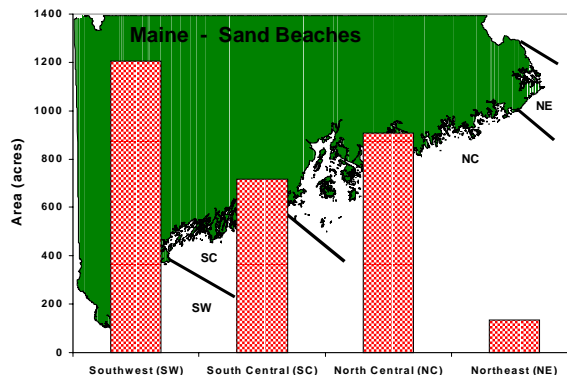 Maine - Sand Beaches
Area (acres)
1400
1200
1000
800
600
400
200
0
NE
NC
SC
SW
Southwest (SW) South Central (SC) North Central (NC) Northeast (NE)